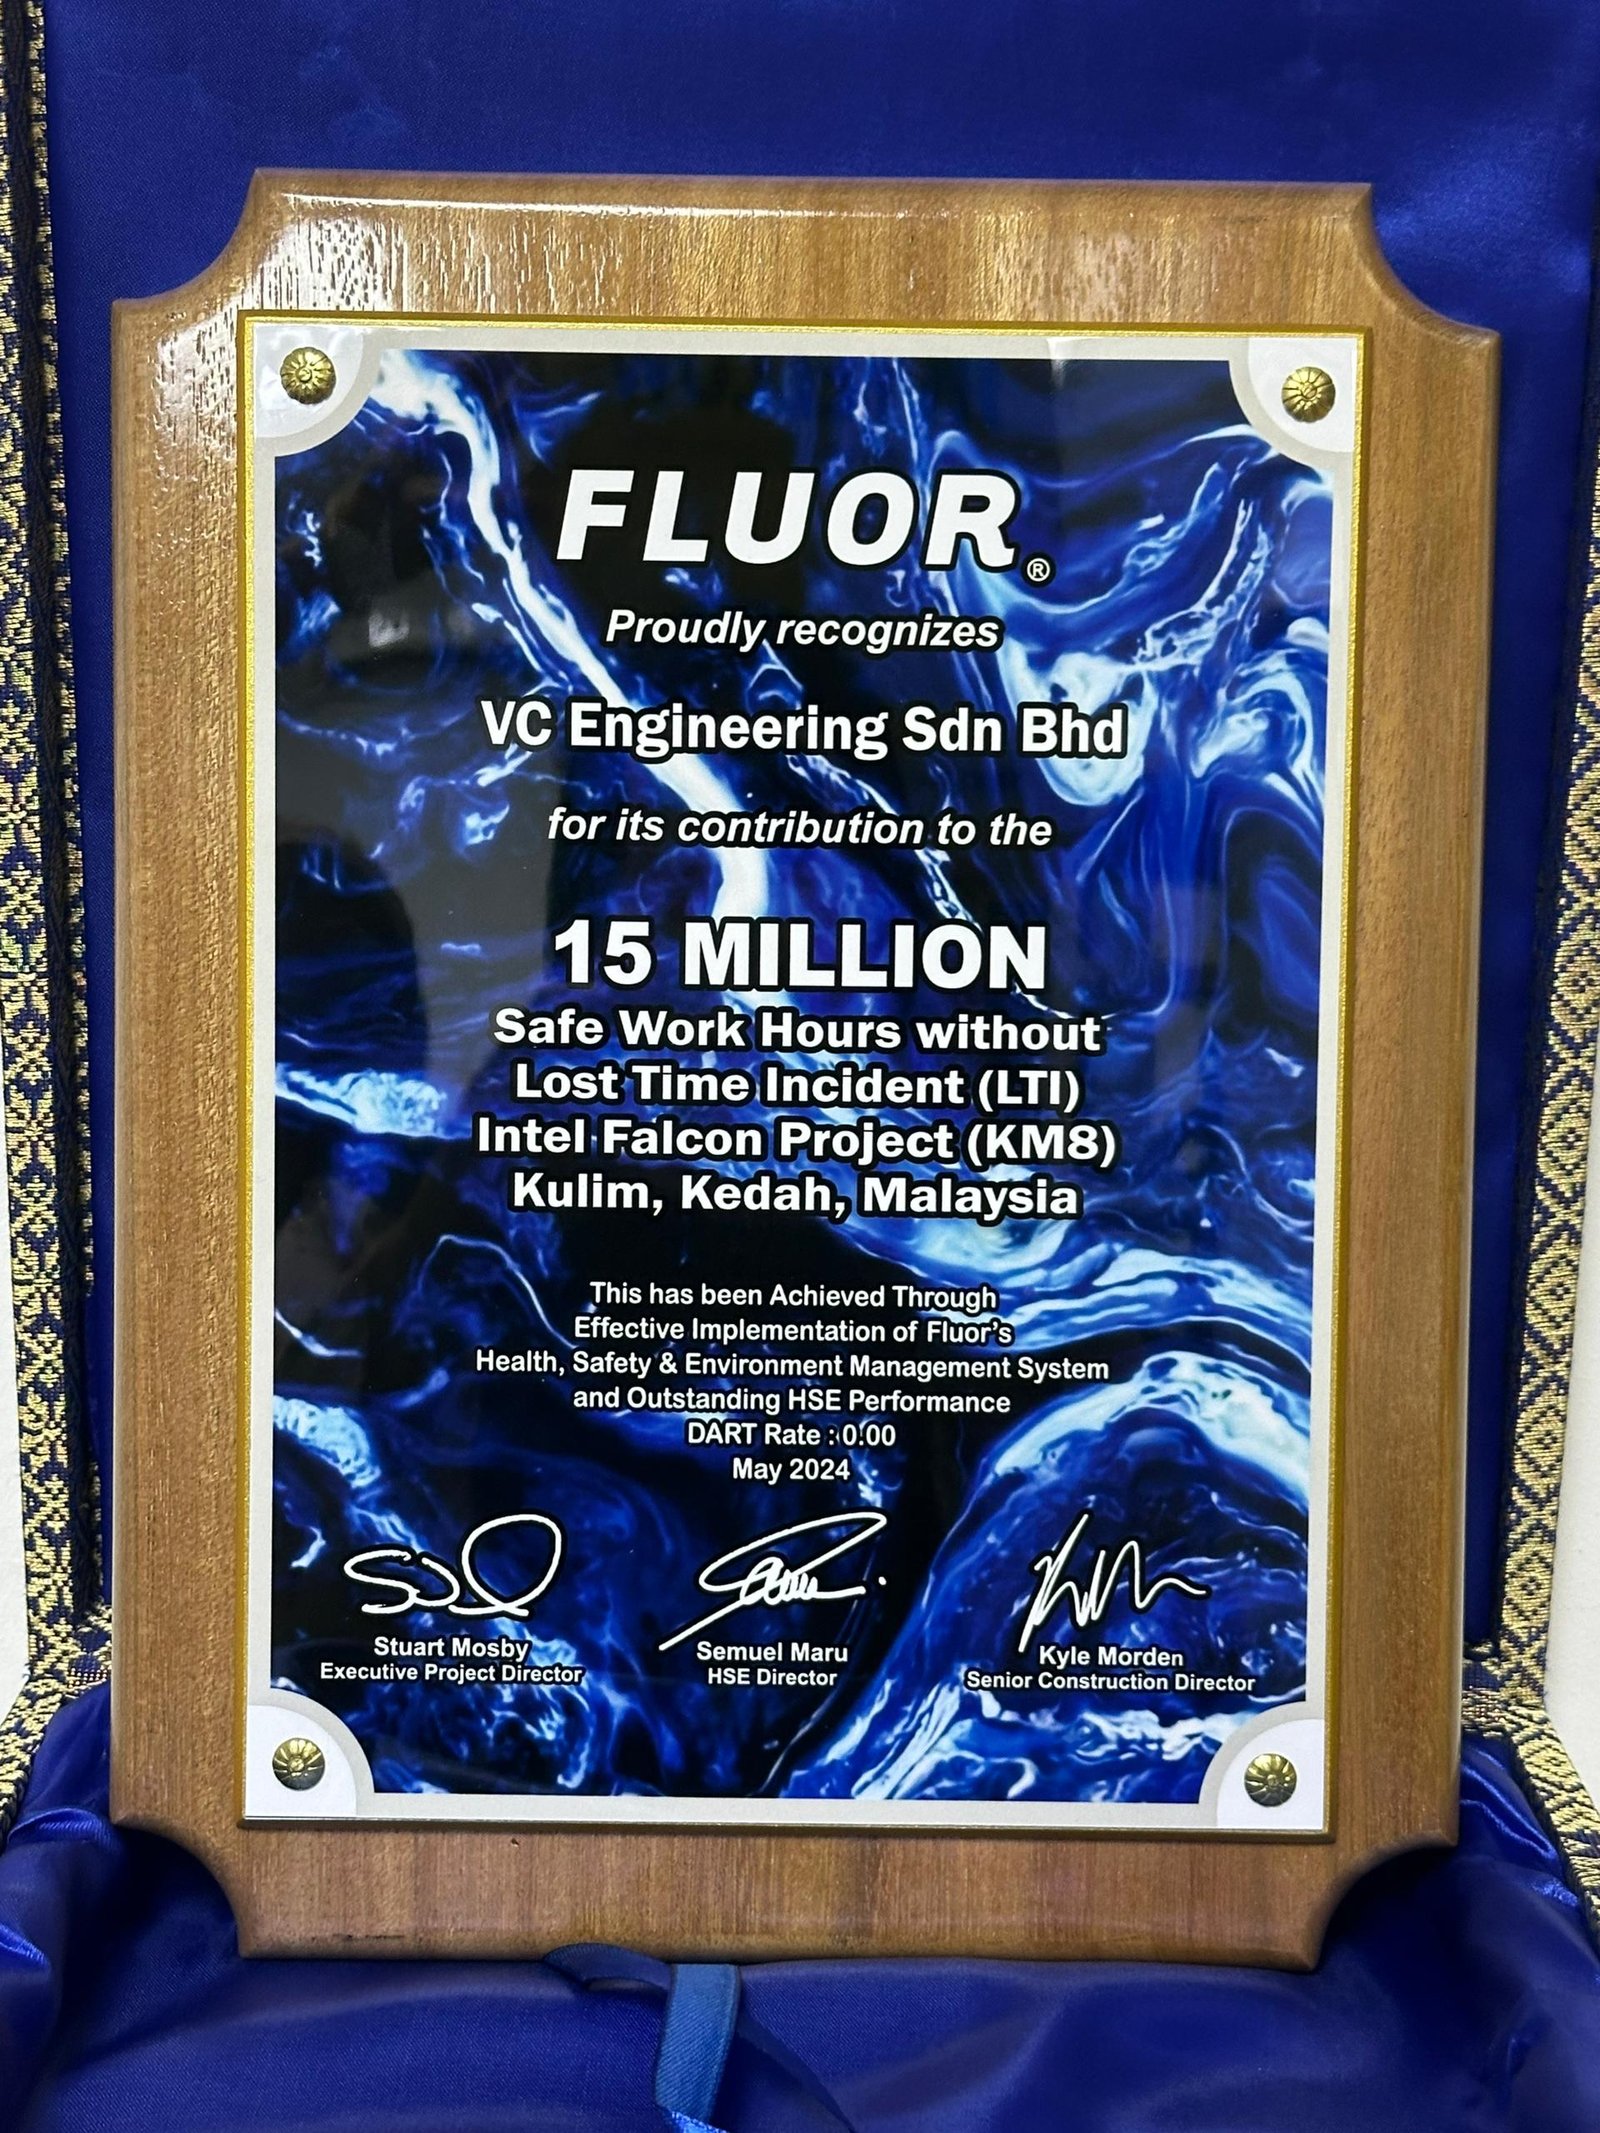 FLUOR®
Proudly recognizes
VC Engineering Sdn Bhd
for its contribution to the
15 MILLION
Safe Work Hours without
Lost Time Incident (LTI)
Intel Falcon Project (KM8)
Kulim, Kedah, Malaysia
This has been Achieved Through
Effective Implementation of Fluor's
Health, Safety & Environment Management System
and Outstanding HSE Performance
DART Rate : 0.00
May 2024
Stuart Mosby
Executive Project Director
Semuel Maru
HSE Director
Kyle Morden
Senior Construction Director